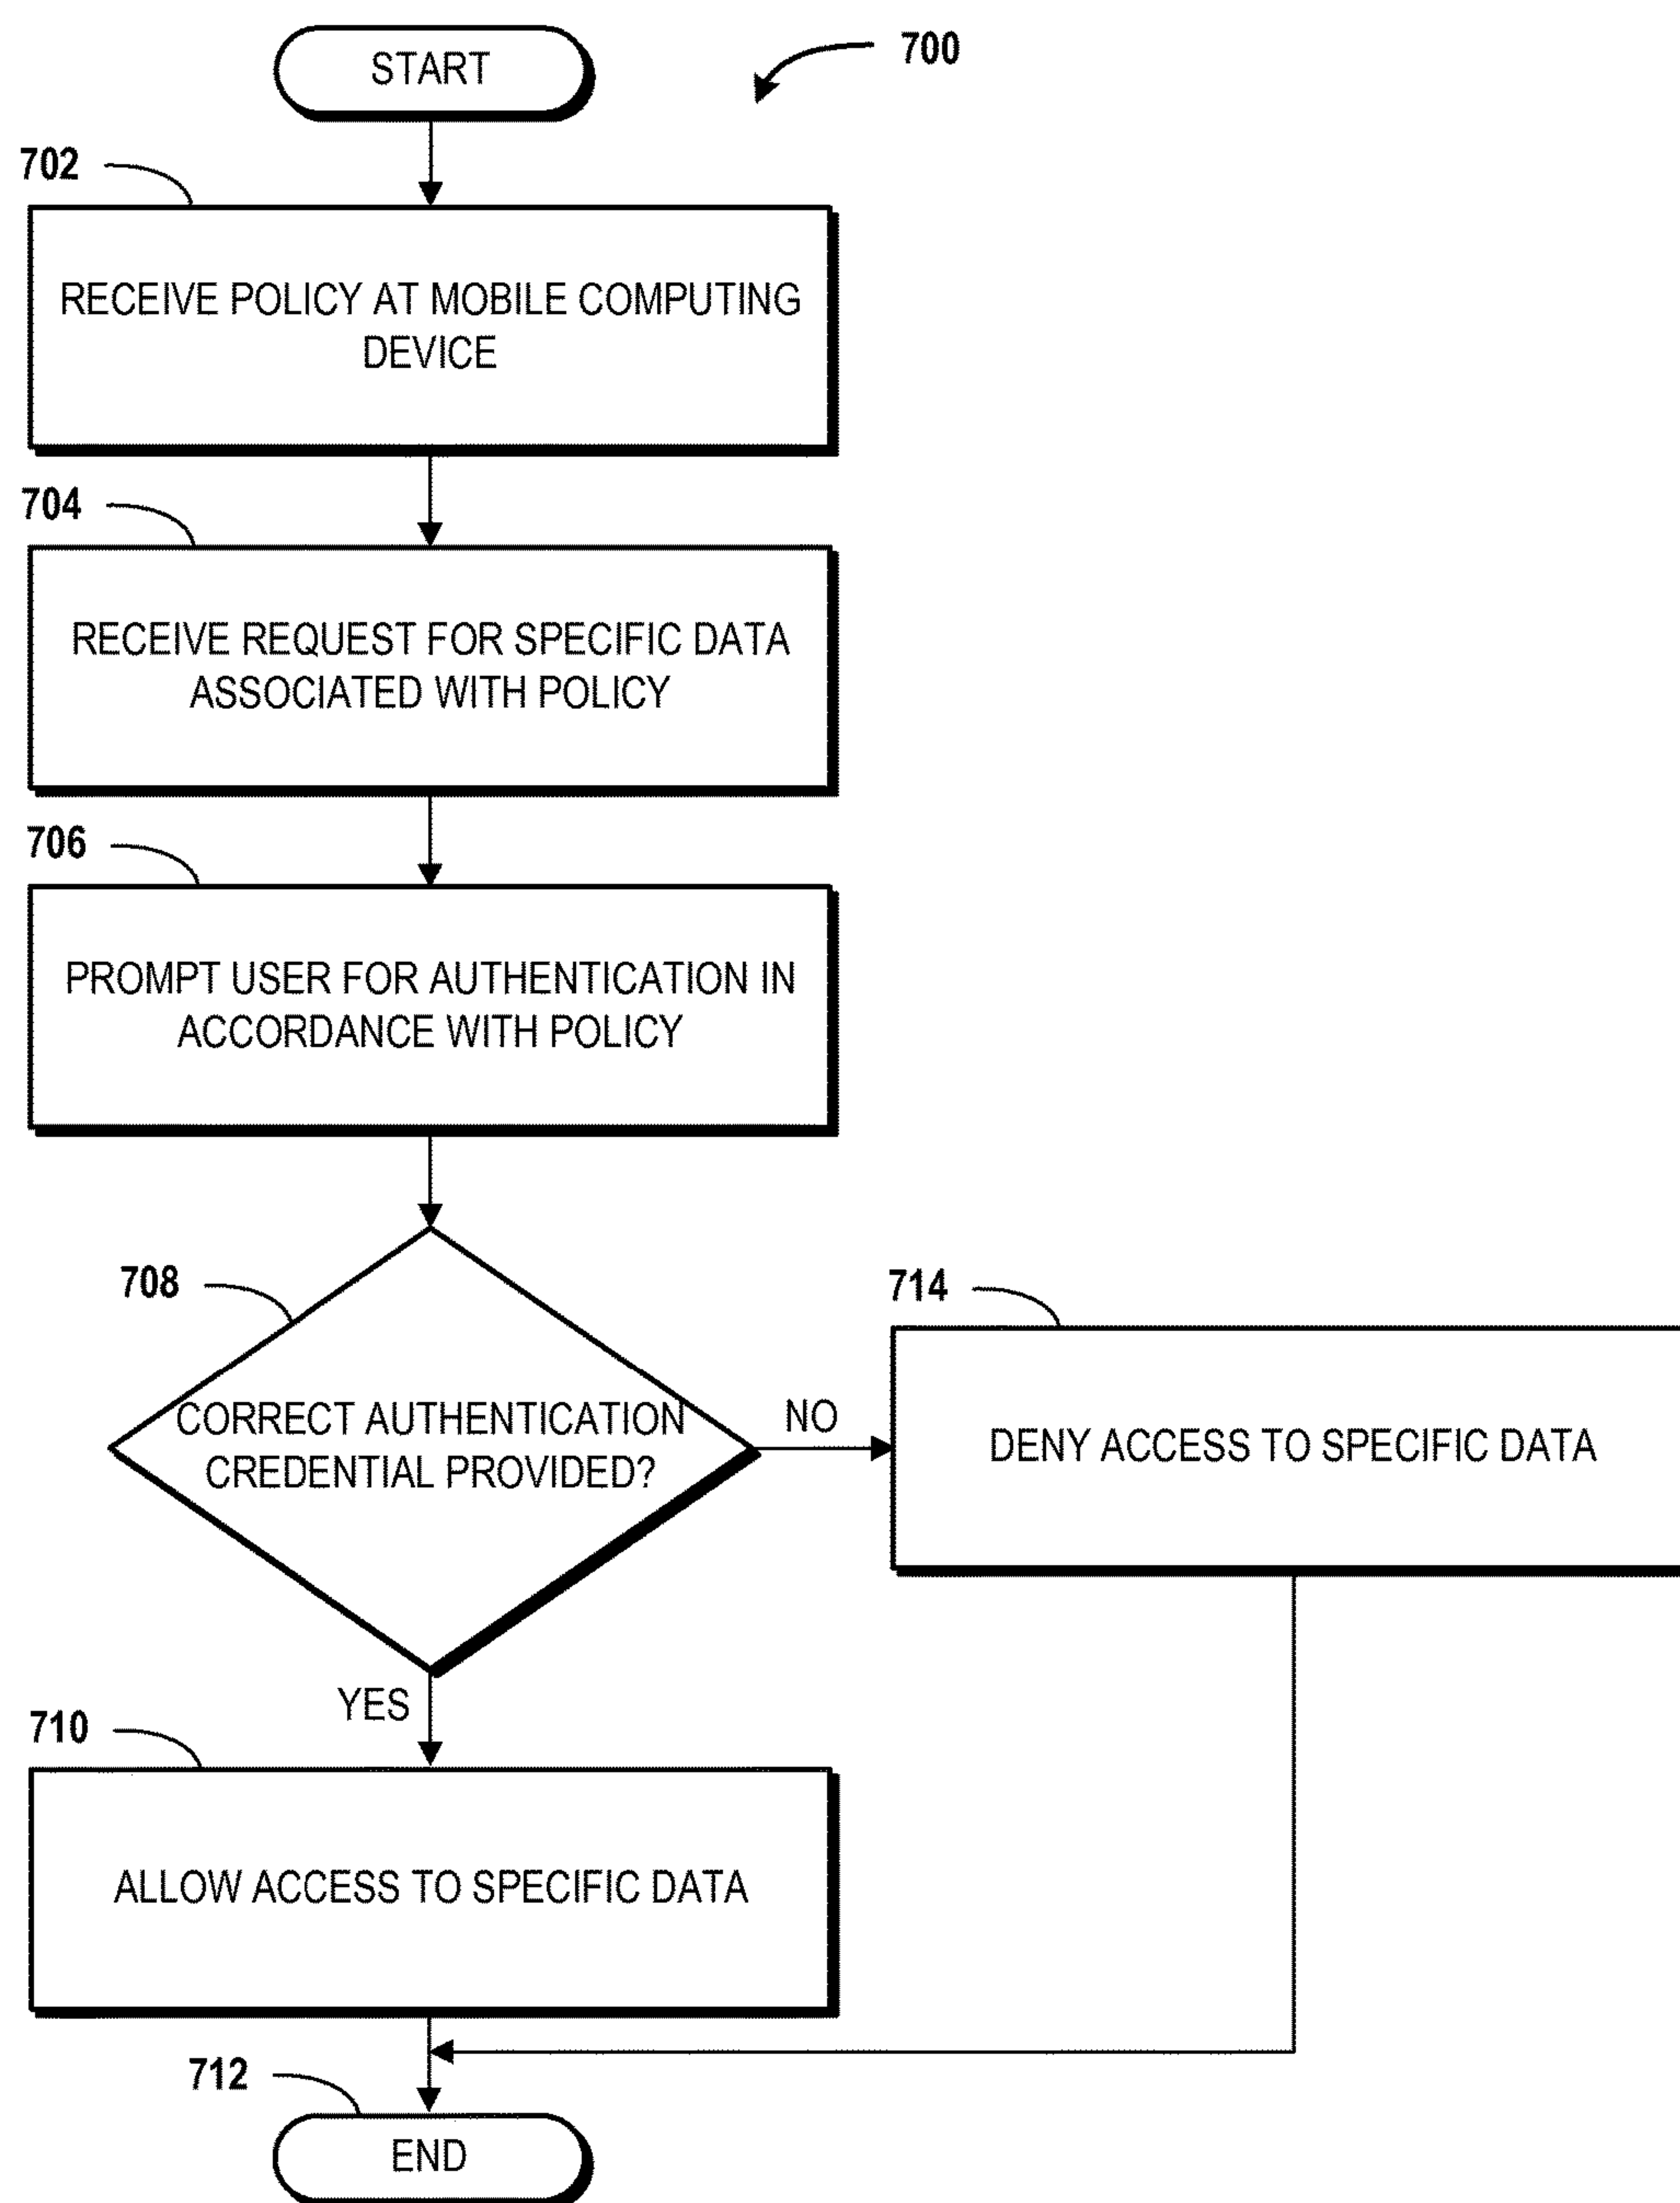 START
700
702
RECEIVE POLICY AT MOBILE COMPUTING
DEVICE
704
RECEIVE REQUEST FOR SPECIFIC DATA
ASSOCIATED WITH POLICY
706
PROMPT USER FOR AUTHENTICATION IN
ACCORDANCE WITH POLICY
708
CORRECT AUTHENTICATION
CREDENTIAL PROVIDED?
NO
714
DENY ACCESS TO SPECIFIC DATA
YES
710
ALLOW ACCESS TO SPECIFIC DATA
712
END